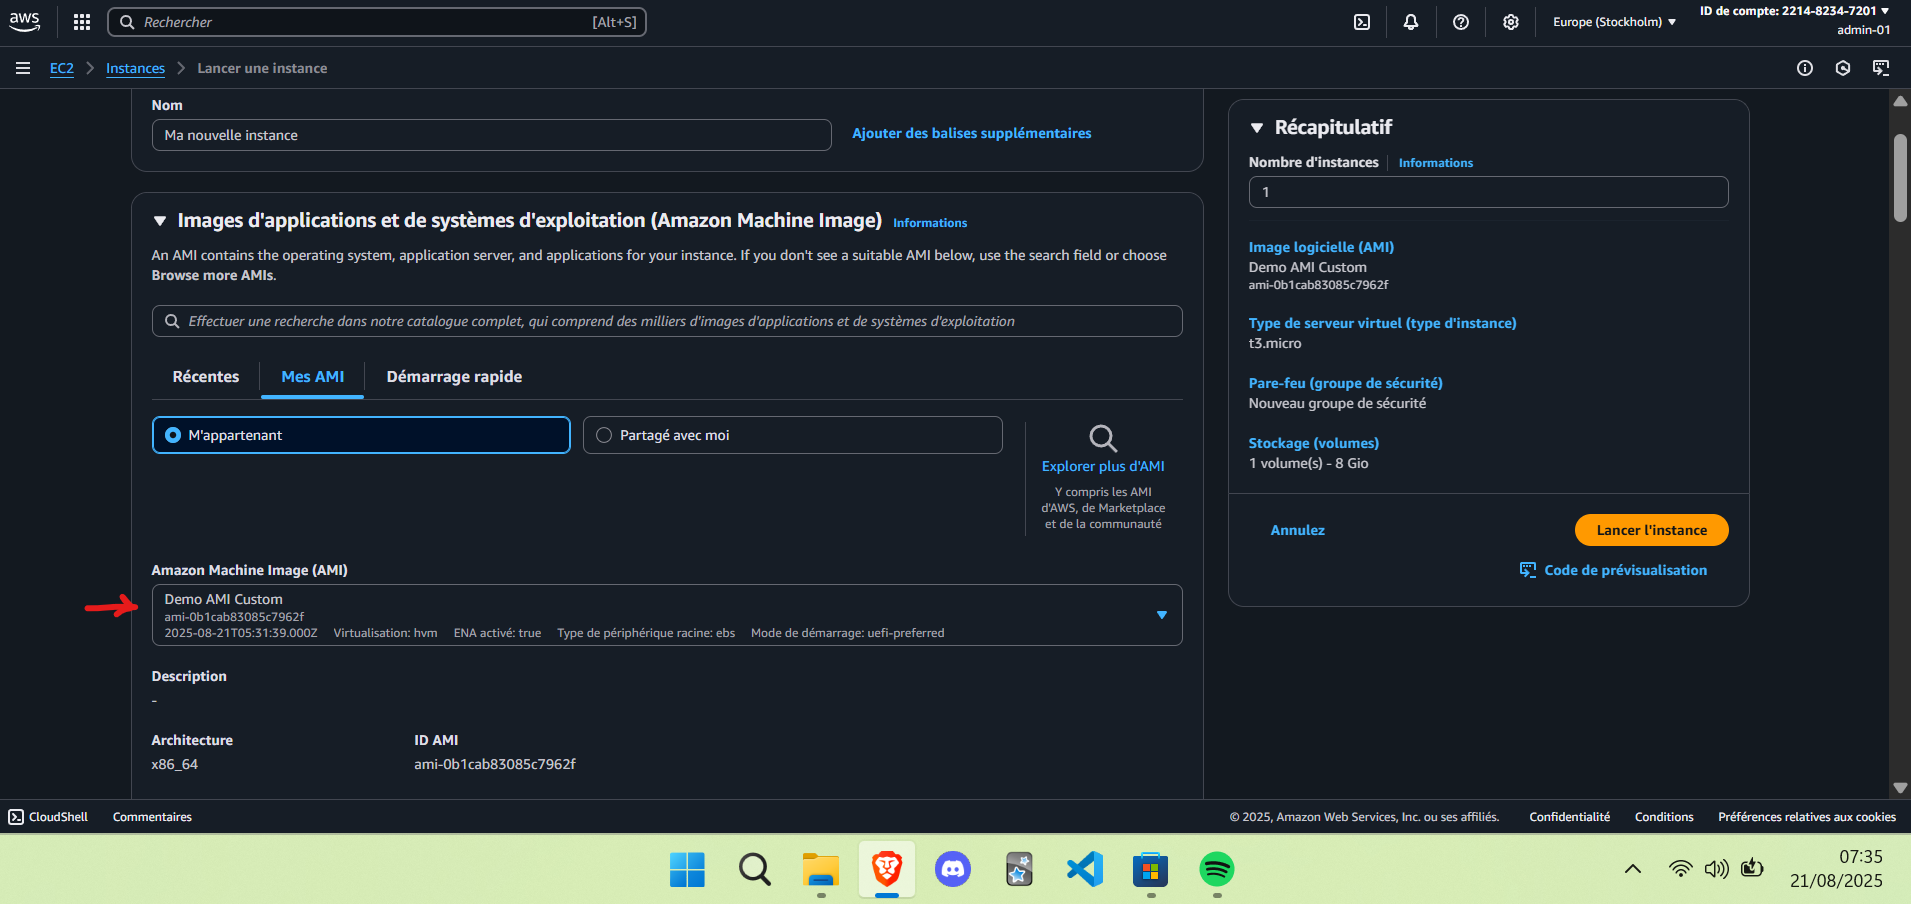 aws
Rechercher [Alt+S]
Europe (Stockholm)
ID de compte: 2214-8234-7201
admin-01
EC2 Instances Lancer une instance
Nom
Ma nouvelle instance
Ajouter des balises supplémentaires
Images d'applications et de systèmes d'exploitation (Amazon Machine Image) Informations
An AMI contains the operating system, application server, and applications for your instance. If you don't see a suitable AMI below, use the search field or choose
Browse more AMIs.
Effectuer une recherche dans notre catalogue complet, qui comprend des milliers d'images d'applications et de systèmes d'exploitation
Récentes Mes AMI Démarrage rapide
M'appartenant
Partagé avec moi
Explorer plus d'AMI
Y compris les AMI
d'AWS, de Marketplace
et de la communauté
Amazon Machine Image (AMI)
Demo AMI Custom
ami-0b1cab83085c7962f
2025-08-21T05:31:39.000Z Virtualisation: hvm ENA activé: true Type de périphérique racine: ebs Mode de démarrage: uefi-preferred
Description
-
Architecture ID AMI
x86_64 ami-0b1cab83085c7962f
Récapitulatif
Nombre d'instances Informations
1
Image logicielle (AMI)
Demo AMI Custom
ami-0b1cab83085c7962f
Type de serveur virtuel (type d'instance)
t3.micro
Pare-feu (groupe de sécurité)
Nouveau groupe de sécurité
Stockage (volumes)
1 volume(s) - 8 Gio
Annulez Lancer l'instance
Code de prévisualisation
CloudShell Commentaires © 2025, Amazon Web Services, Inc. ou ses affiliés. Confidentialité Conditions Préférences relatives aux cookies
07:35
21/08/2025